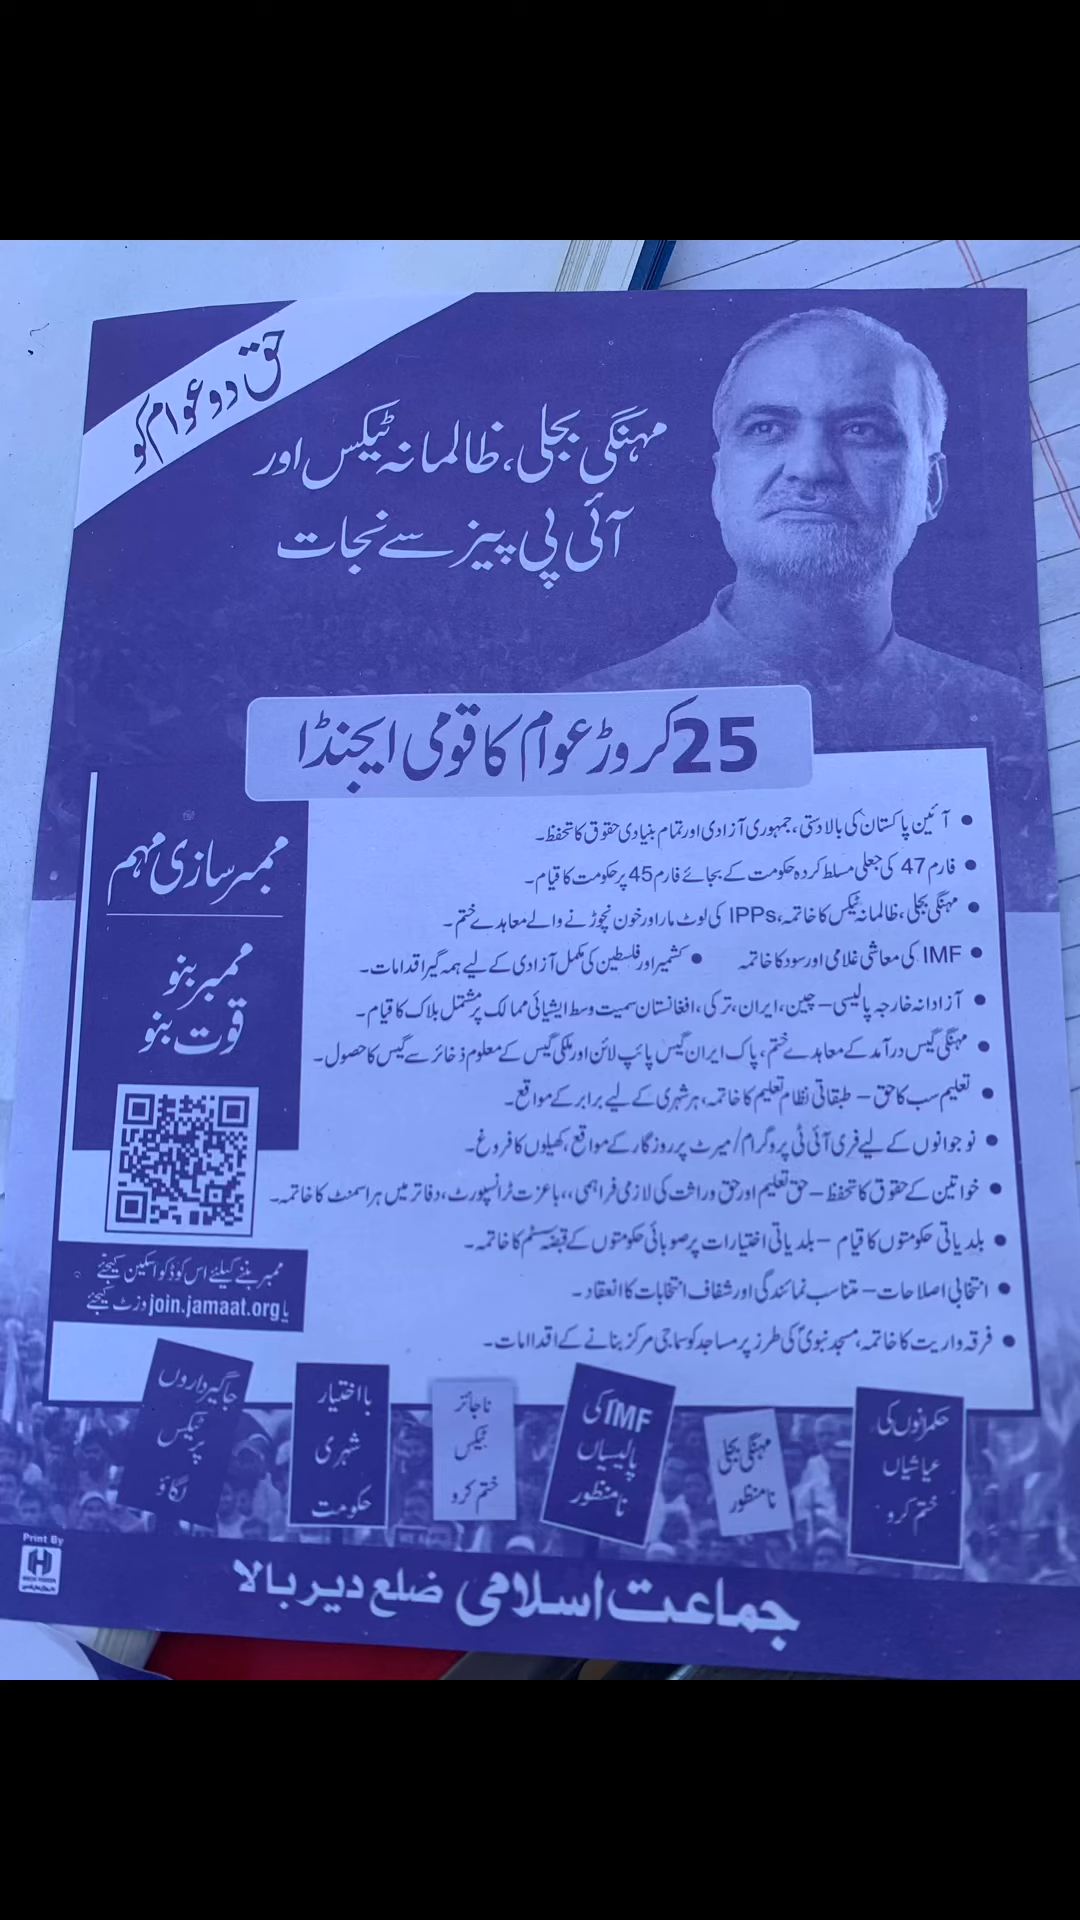 حق دو عوام کو
مہنگی بجلی، ظالمانہ ٹیکس اور
آئی پی پیز سے نجات
25 کروڑ عوام کا قومی ایجنڈا
• آئین پاکستان کی بالادستی، جمہوری آزادی اور تمام بنیادی حقوق کا تحفظ۔
• فارم 47 کی جعلی مسلط کردہ حکومت کے بجائے فارم 45 پر حکومت کا قیام۔
• مہنگی بجلی، ظالمانہ ٹیکس کا خاتمہ، IPPs کی لوٹ مار اور خون نچوڑنے والے معاہدے ختم۔
• IMF کی معاشی غلامی اور سود کا خاتمہ • کشمیر اور فلسطین کی مکمل آزادی کے لیے ہمہ گیر اقدامات۔
• آزادانہ خارجہ پالیسی – چین، ایران، ترکی، افغانستان سمیت وسط ایشیائی ممالک پر مشتمل بلاک کا قیام۔
• مہنگی گیس درآمد کے معاہدے ختم، پاک ایران گیس پائپ لائن اور ملکی گیس کے معلوم ذخائر سے گیس کا حصول۔
• تعلیم سب کا حق – طبقاتی نظام تعلیم کا خاتمہ، ہر شہری کے لیے برابر کے مواقع۔
• نوجوانوں کے لیے فری آئی ٹی پروگرام/میرٹ پر روزگار کے مواقع، کھیلوں کا فروغ۔
• خواتین کے حقوق کا تحفظ – حق تعلیم اور حق وراثت کی لازمی فراہمی،، باعزت ٹرانسپورٹ، دفاتر میں ہراسمنٹ کا خاتمہ۔
• بلدیاتی حکومتوں کا قیام – بلدیاتی اختیارات پر صوبائی حکومتوں کے قبضہ سسٹم کا خاتمہ۔
• انتخابی اصلاحات – متناسب نمائندگی اور شفاف انتخابات کا انعقاد۔
• فرقہ واریت کا خاتمہ، مسجد نبویؐ کی طرز پر مساجد کو سماجی مرکز بنانے کے اقداامات۔
ممبر سازی مہم
ممبر بنو
قوت بنو
ممبر بننے کیلئے اس کوڈ کو اسکین کیجئے
یا join.jamaat.org وزٹ کیجئے
حکمرانوں کی
عیاشیاں
ختم کرو
مہنگی بجلی
نامنظور
IMF کی
پالیسیاں
نامنظور
ناجائز
ٹیکس
ختم کرو
بااختیار
شہری
حکومت
جاگیرداروں
پر
ٹیکس
لگاؤ
Print By
جماعت اسلامی ضلع دیر بالا